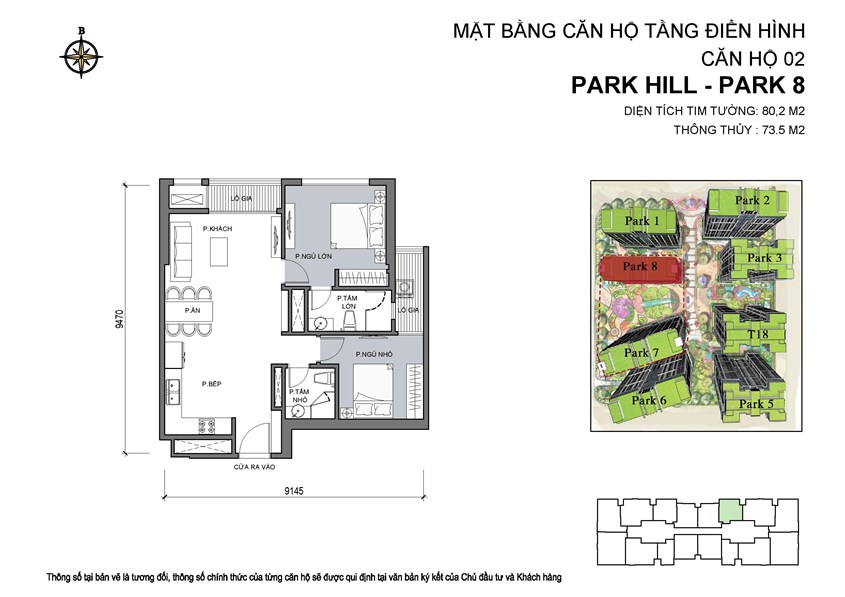 B
MẶT BẰNG CĂN HỘ TẦNG ĐIỂN HÌNH
CĂN HỘ 02
PARK HILL - PARK 8
DIỆN TÍCH TIM TƯỜNG: 80,2 M2
THÔNG THỦY : 73.5 M2
LÔ GIA
P.KHÁCH
P.NGỦ LỚN
P.TẮM
LỚN
LÔ GIA
P.ĂN
P.NGỦ NHỎ
P.BẾP
P.TẮM
NHỎ
CỬA RA VÀO
9470
9145
Park 1
Park 2
Park 8
Park 3
T18
Park 7
Park 6
Park 5
Thông số tại bản vẽ là tương đối, thông số chính thức của từng căn hộ sẽ được qui định tại văn bản ký kết của Chủ đầu tư và Khách hàng